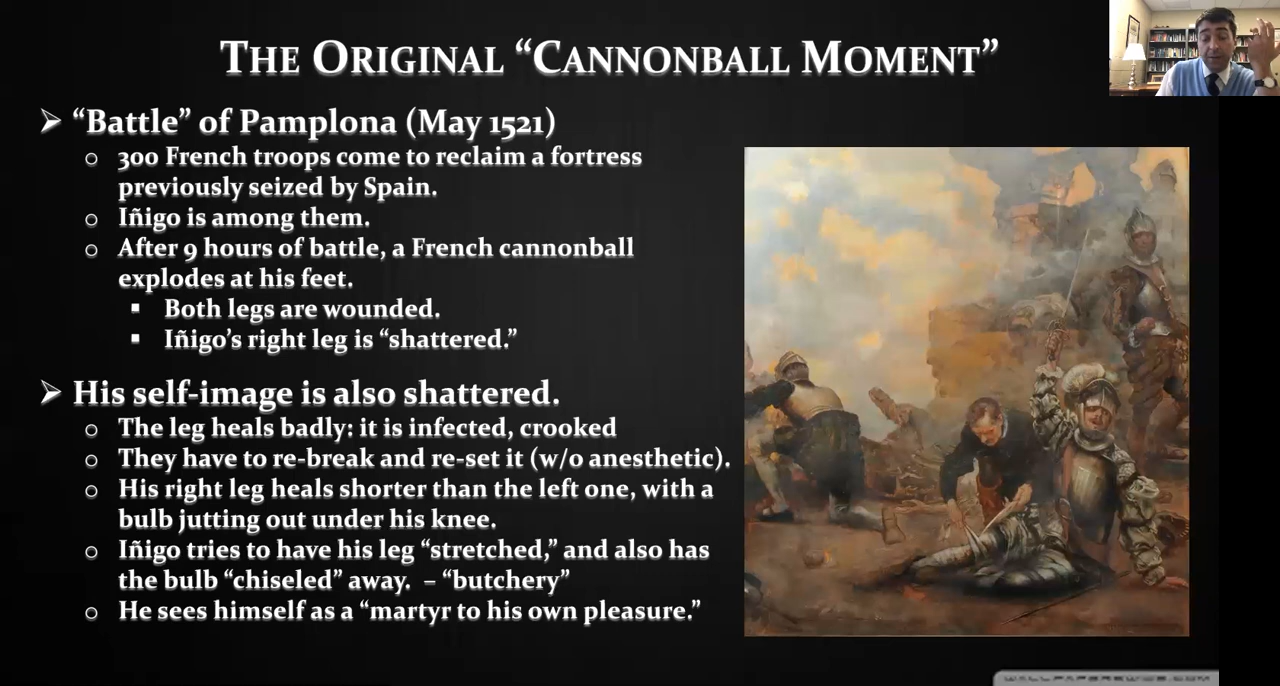 THE ORIGINAL “CANNONBALL MOMENT”
➢ “Battle” of Pamplona (May 1521)
o 300 French troops come to reclaim a fortress
previously seized by Spain.
o Iñigo is among them.
o After 9 hours of battle, a French cannonball
explodes at his feet.
▪ Both legs are wounded.
▪ Iñigo’s right leg is “shattered.”
➢ His self-image is also shattered.
o The leg heals badly: it is infected, crooked
o They have to re-break and re-set it (w/o anesthetic).
o His right leg heals shorter than the left one, with a
bulb jutting out under his knee.
o Iñigo tries to have his leg “stretched,” and also has
the bulb “chiseled” away. – “butchery”
o He sees himself as a “martyr to his own pleasure.”